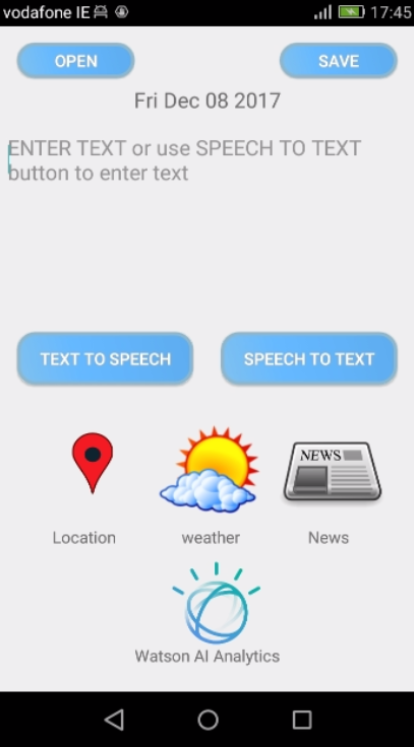 vodafone IE 17:45
OPEN SAVE
Fri Dec 08 2017
ENTER TEXT or use SPEECH TO TEXT
button to enter text
TEXT TO SPEECH SPEECH TO TEXT
NEWS
Location weather News
Watson AI Analytics